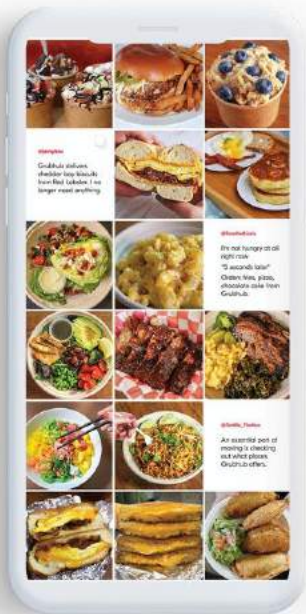 Grubhub delivers
cheddar bay biscuits
from Red Lobster. I no
longer need anything.
I'm not hungry at all
right now.
*5 seconds later*
Orders fries, pizza,
chocolate cake from
Grubhub.
An essential part of
moving is checking
out what places
Grubhub offers.